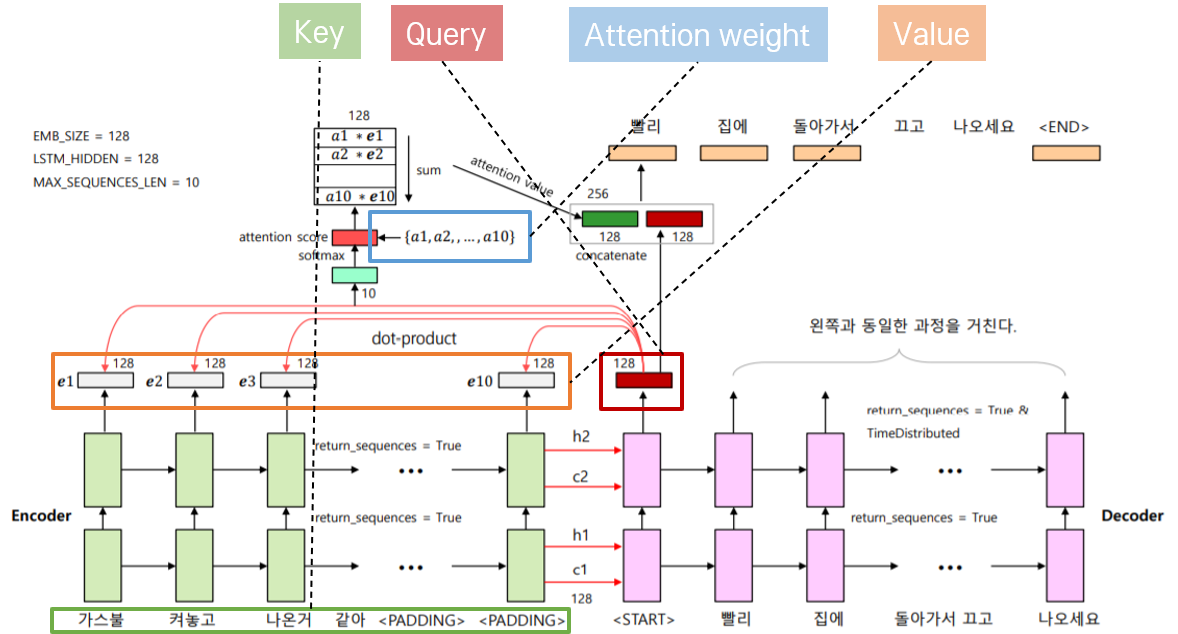 Key
Query
Attention weight
Value
EMB_SIZE = 128
LSTM_HIDDEN = 128
MAX_SEQUENCES_LEN = 10
128
a1 * e1
a2 * e2
a10 * e10
sum
attention value
빨리 집에 돌아가서 끄고 나오세요 <END>
256
128 128
concatenate
attention score
{a1, a2, , ..., a10}
softmax
10
dot-product
왼쪽과 동일한 과정을 거친다.
e1 128
e2 128
e3 128
e10 128
128
return_sequences = True &
TimeDistributed
return_sequences = True
...
h2
c2
...
Encoder
Decoder
return_sequences = True
...
h1
c1
128
return_sequences = True
...
가스불 켜놓고 나온거 같아 <PADDING> <PADDING> <START> 빨리 집에 돌아가서 끄고 나오세요